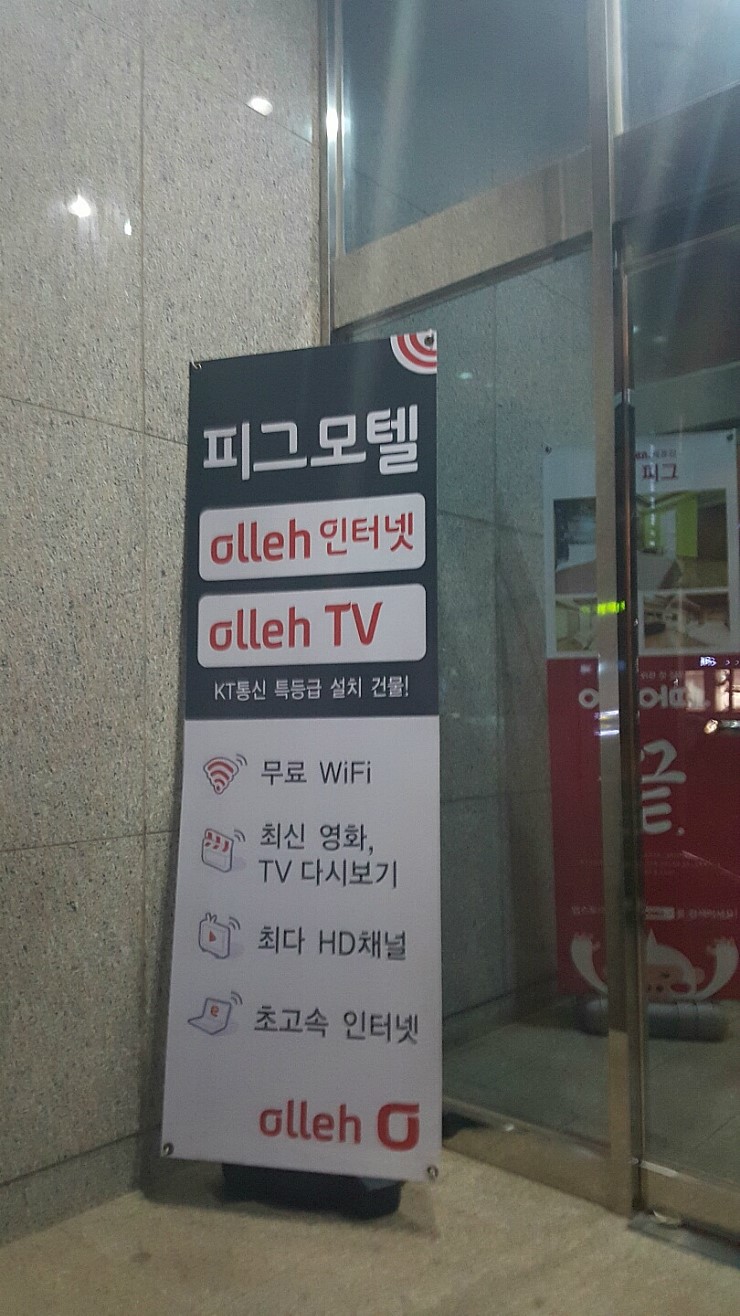 피그모텔
olleh 인터넷
olleh TV
KT통신 특등급 설치 건물!
무료 WiFi
최신 영화,
TV 다시보기
최다 HD채널
초고속 인터넷
olleh
피그
끝.